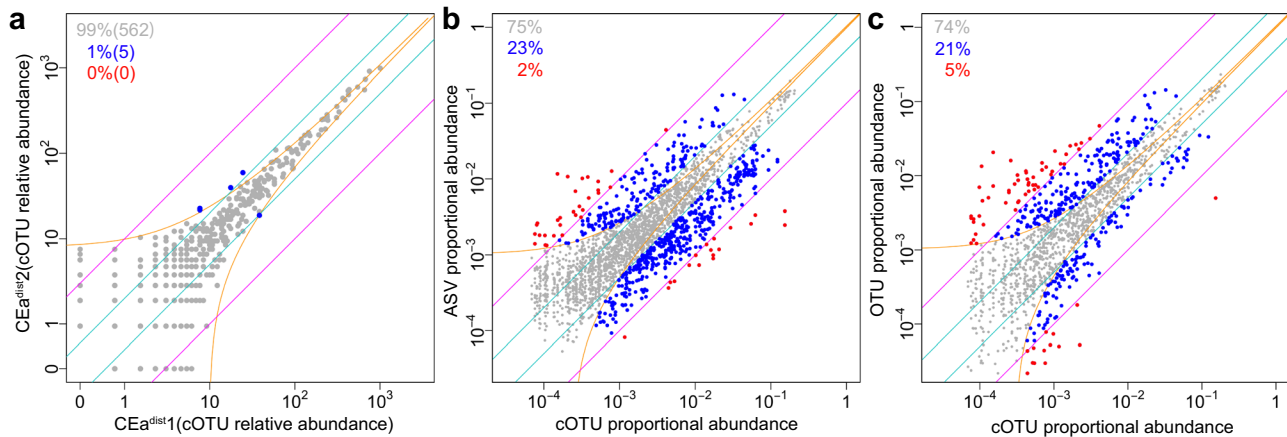 a
99%(562)
1%(5)
0%(0)
CEa^dist2(cOTU relative abundance)
10³
10²
10
1
0
0 1 10 10² 10³
CEa^dist1(cOTU relative abundance)
b
75%
23%
2%
ASV proportional abundance
1
10⁻¹
10⁻²
10⁻³
10⁻⁴
10⁻⁴ 10⁻³ 10⁻² 10⁻¹ 1
cOTU proportional abundance
c
74%
21%
5%
OTU proportional abundance
1
10⁻¹
10⁻²
10⁻³
10⁻⁴
10⁻⁴ 10⁻³ 10⁻² 10⁻¹ 1
cOTU proportional abundance